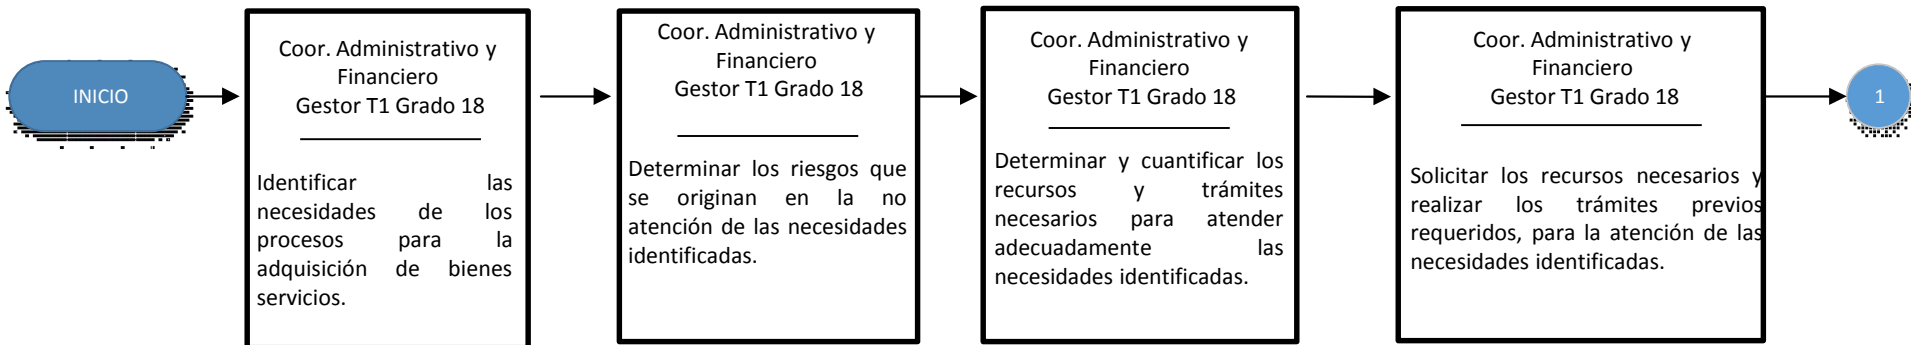 INICIO
Coor. Administrativo y
Financiero
Gestor T1 Grado 18
Identificar las
necesidades de los
procesos para la
adquisición de bienes
servicios.
Coor. Administrativo y
Financiero
Gestor T1 Grado 18
Determinar los riesgos que
se originan en la no
atención de las necesidades
identificadas.
Coor. Administrativo y
Financiero
Gestor T1 Grado 18
Determinar y cuantificar los
recursos y trámites
necesarios para atender
adecuadamente las
necesidades identificadas.
Coor. Administrativo y
Financiero
Gestor T1 Grado 18
Solicitar los recursos necesarios y
realizar los trámites previos
requeridos, para la atención de las
necesidades identificadas.
1